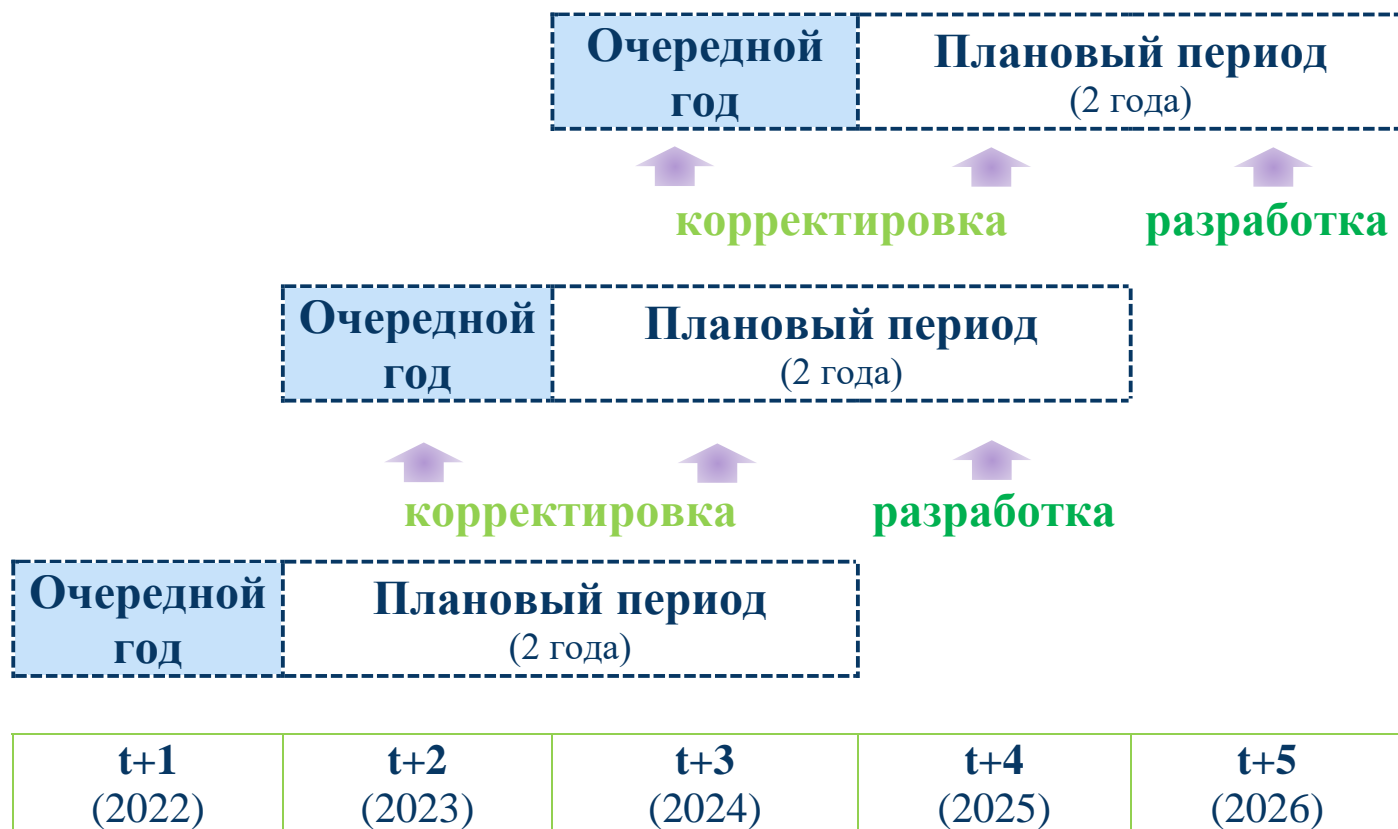 Очередной
год
Плановый период
(2 года)
корректировка
разработка
Очередной
год
Плановый период
(2 года)
корректировка
разработка
Очередной
год
Плановый период
(2 года)
t+1
(2022)
t+2
(2023)
t+3
(2024)
t+4
(2025)
t+5
(2026)